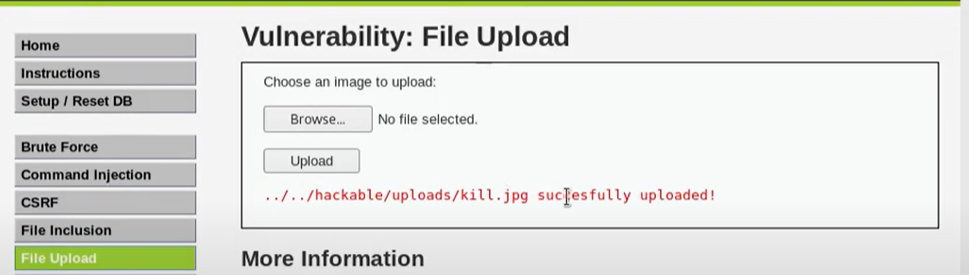 Home
Instructions
Setup / Reset DB
Brute Force
Command Injection
CSRF
File Inclusion
File Upload
Vulnerability: File Upload
Choose an image to upload:
Browse... No file selected.
Upload
../../hackable/uploads/kill.jpg succesfully uploaded!
More Information